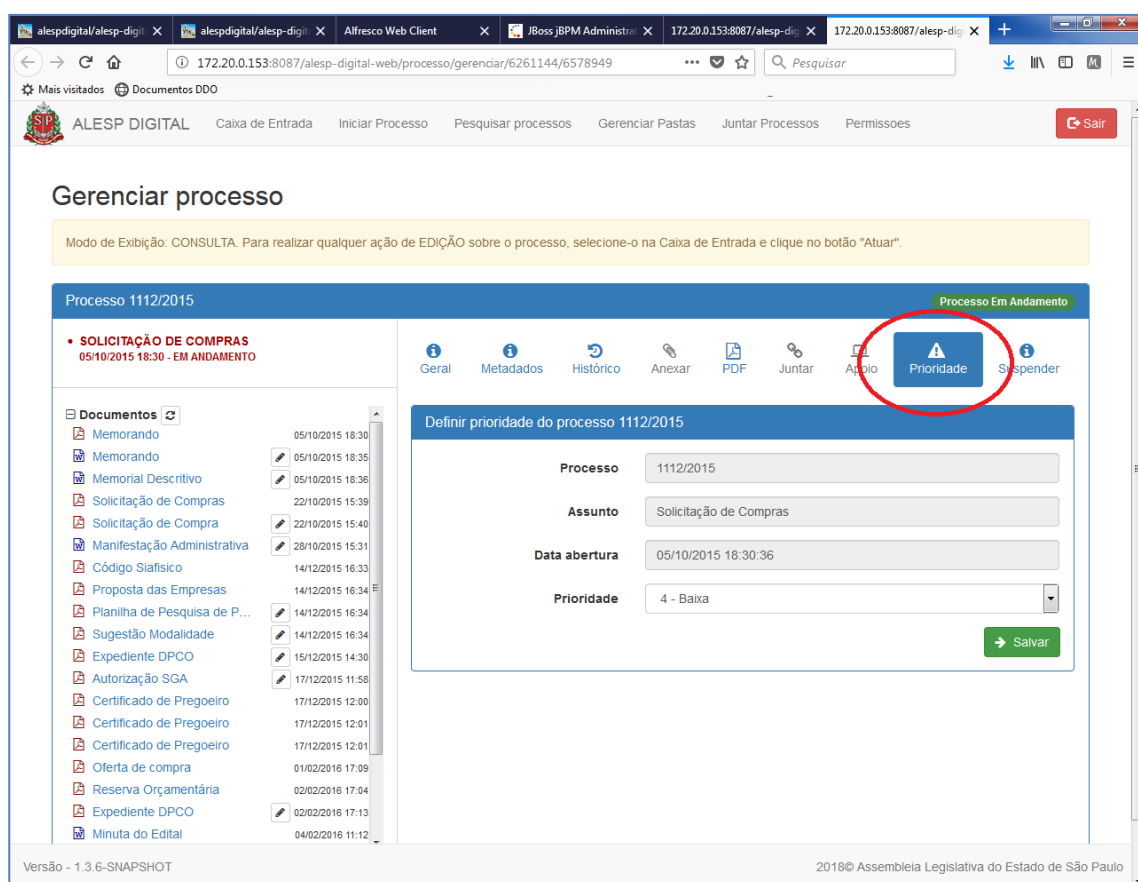 alespdigital/alesp-digit
alespdigital/alesp-digit
Alfresco Web Client
JBoss jBPM Administrat
172.20.0.153:8087/alesp-dig
172.20.0.153:8087/alesp-digi
172.20.0.153:8087/alesp-digital-web/processo/gerenciar/6261144/6578949
Pesquisar
Mais visitados
Documentos DDO
SP
ALESP DIGITAL
Caixa de Entrada
Iniciar Processo
Pesquisar processos
Gerenciar Pastas
Juntar Processos
Permissoes
Sair
Gerenciar processo
Modo de Exibição: CONSULTA. Para realizar qualquer ação de EDIÇÃO sobre o processo, selecione-o na Caixa de Entrada e clique no botão "Atuar".
Processo 1112/2015
Processo Em Andamento
SOLICITAÇÃO DE COMPRAS
05/10/2015 18:30 - EM ANDAMENTO
Geral
Metadados
Histórico
Anexar
PDF
Juntar
Apoio
Prioridade
Suspender
Documentos
Memorando 05/10/2015 18:30
Memorando 05/10/2015 18:35
Memorial Descritivo 05/10/2015 18:36
Solicitação de Compras 22/10/2015 15:39
Solicitação de Compra 22/10/2015 15:40
Manifestação Administrativa 28/10/2015 15:31
Código Siafisico 14/12/2015 16:33
Proposta das Empresas 14/12/2015 16:34
Planilha de Pesquisa de P... 14/12/2015 16:34
Sugestão Modalidade 14/12/2015 16:34
Expediente DPCO 15/12/2015 14:30
Autorização SGA 17/12/2015 11:58
Certificado de Pregoeiro 17/12/2015 12:00
Certificado de Pregoeiro 17/12/2015 12:01
Certificado de Pregoeiro 17/12/2015 12:01
Oferta de compra 01/02/2016 17:09
Reserva Orçamentária 02/02/2016 17:04
Expediente DPCO 02/02/2016 17:13
Minuta do Edital 04/02/2016 11:12
Definir prioridade do processo 1112/2015
Processo 1112/2015
Assunto Solicitação de Compras
Data abertura 05/10/2015 18:30:36
Prioridade 4 - Baixa
Salvar
Versão - 1.3.6-SNAPSHOT
2018© Assembleia Legislativa do Estado de São Paulo